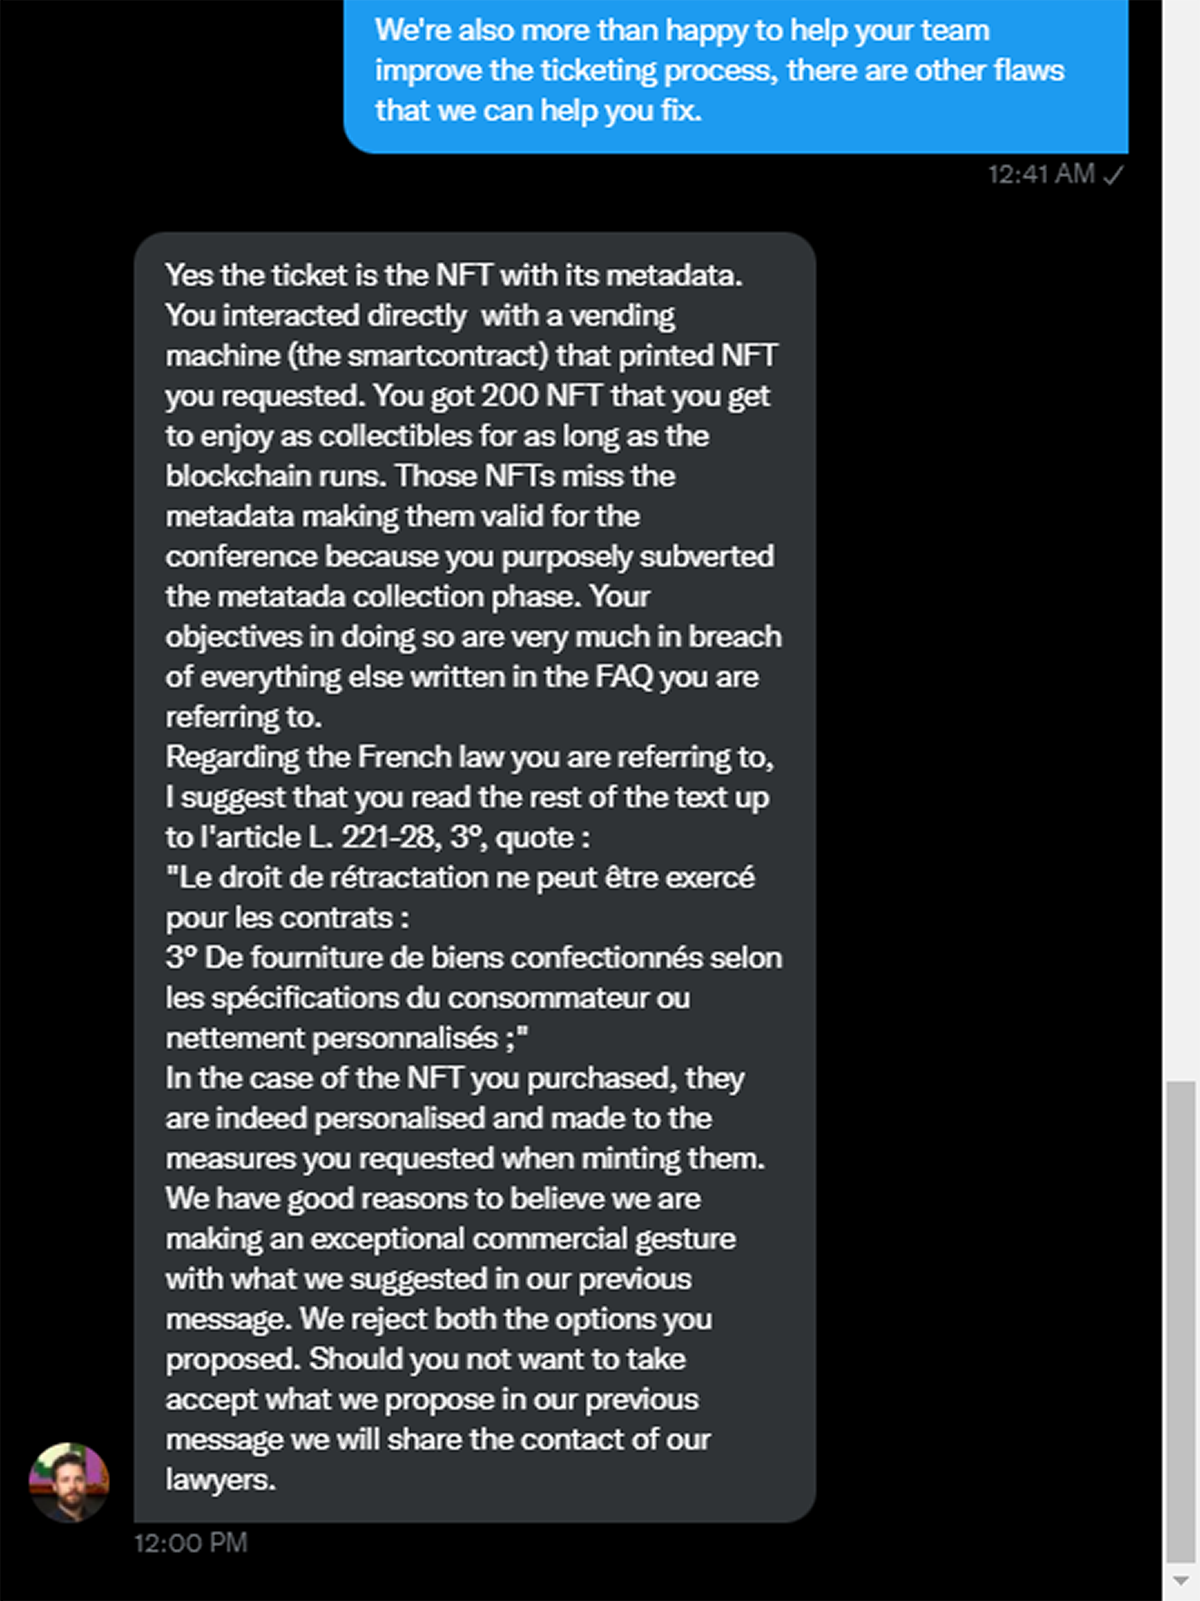 We're also more than happy to help your team
improve the ticketing process, there are other flaws
that we can help you fix.
12:41 AM
Yes the ticket is the NFT with its metadata.
You interacted directly  with a vending
machine (the smartcontract) that printed NFT
you requested. You got 200 NFT that you get
to enjoy as collectibles for as long as the
blockchain runs. Those NFTs miss the
metadata making them valid for the
conference because you purposely subverted
the metatada collection phase. Your
objectives in doing so are very much in breach
of everything else written in the FAQ you are
referring to.
Regarding the French law you are referring to,
I suggest that you read the rest of the text up
to l'article L. 221-28, 3°, quote :
"Le droit de rétractation ne peut être exercé
pour les contrats :
3° De fourniture de biens confectionnés selon
les spécifications du consommateur ou
nettement personnalisés ;"
In the case of the NFT you purchased, they
are indeed personalised and made to the
measures you requested when minting them.
We have good reasons to believe we are
making an exceptional commercial gesture
with what we suggested in our previous
message. We reject both the options you
proposed. Should you not want to take
accept what we propose in our previous
message we will share the contact of our
lawyers.
12:00 PM